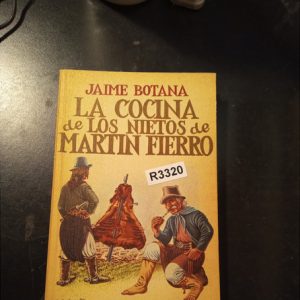 JAIME BOTANA
LA COCINA
de LOS NIETOS de
MARTIN FIERRO
R3320